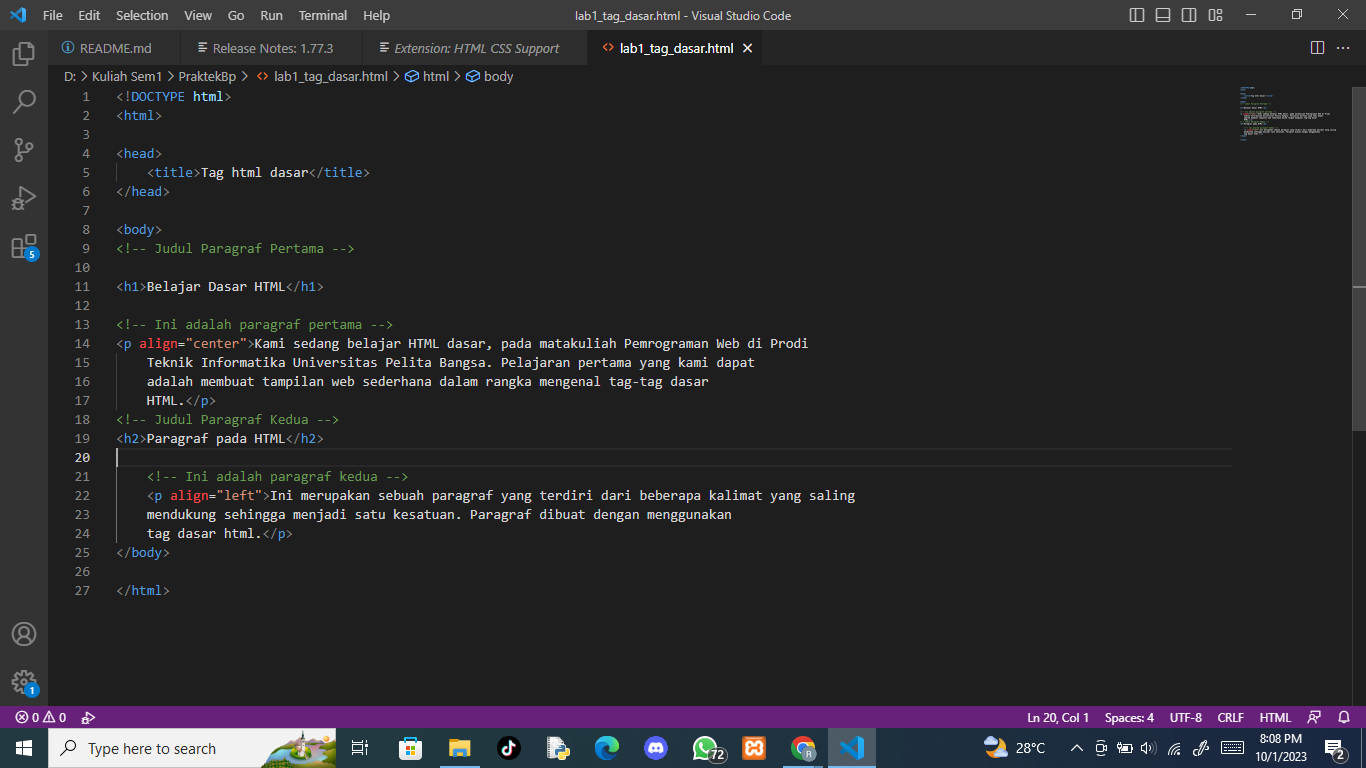 File Edit Selection View Go Run Terminal Help lab1_tag_dasar.html - Visual Studio Code
README.md Release Notes: 1.77.3 Extension: HTML CSS Support lab1_tag_dasar.html
D: > Kuliah Sem1 > PraktekBp > lab1_tag_dasar.html > html > body
1 <!DOCTYPE html>
2 <html>
3
4 <head>
5 <title>Tag html dasar</title>
6 </head>
7
8 <body>
9 <!-- Judul Paragraf Pertama -->
10
11 <h1>Belajar Dasar HTML</h1>
12
13 <!-- Ini adalah paragraf pertama -->
14 <p align="center">Kami sedang belajar HTML dasar, pada matakuliah Pemrograman Web di Prodi
15 Teknik Informatika Universitas Pelita Bangsa. Pelajaran pertama yang kami dapat
16 adalah membuat tampilan web sederhana dalam rangka mengenal tag-tag dasar
17 HTML.</p>
18 <!-- Judul Paragraf Kedua -->
19 <h2>Paragraf pada HTML</h2>
20
21 <!-- Ini adalah paragraf kedua -->
22 <p align="left">Ini merupakan sebuah paragraf yang terdiri dari beberapa kalimat yang saling
23 mendukung sehingga menjadi satu kesatuan. Paragraf dibuat dengan menggunakan
24 tag dasar html.</p>
25 </body>
26
27 </html>
5
1
0 0 Ln 20, Col 1 Spaces: 4 UTF-8 CRLF HTML
Type here to search 72 28°C 8:08 PM
10/1/2023 2